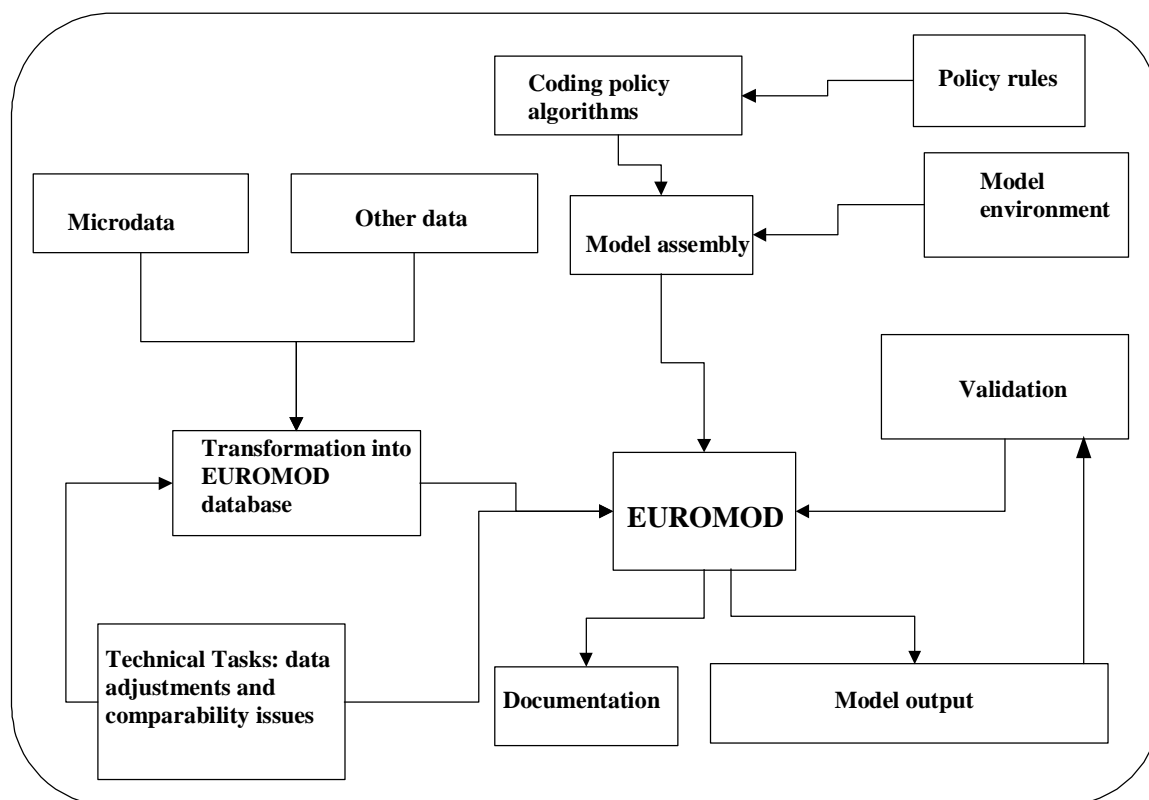 Coding policy
algorithms
Policy rules
Microdata
Other data
Model assembly
Model
environment
Validation
Transformation into
EUROMOD
database
EUROMOD
Technical Tasks: data
adjustments and
comparability issues
Documentation
Model output